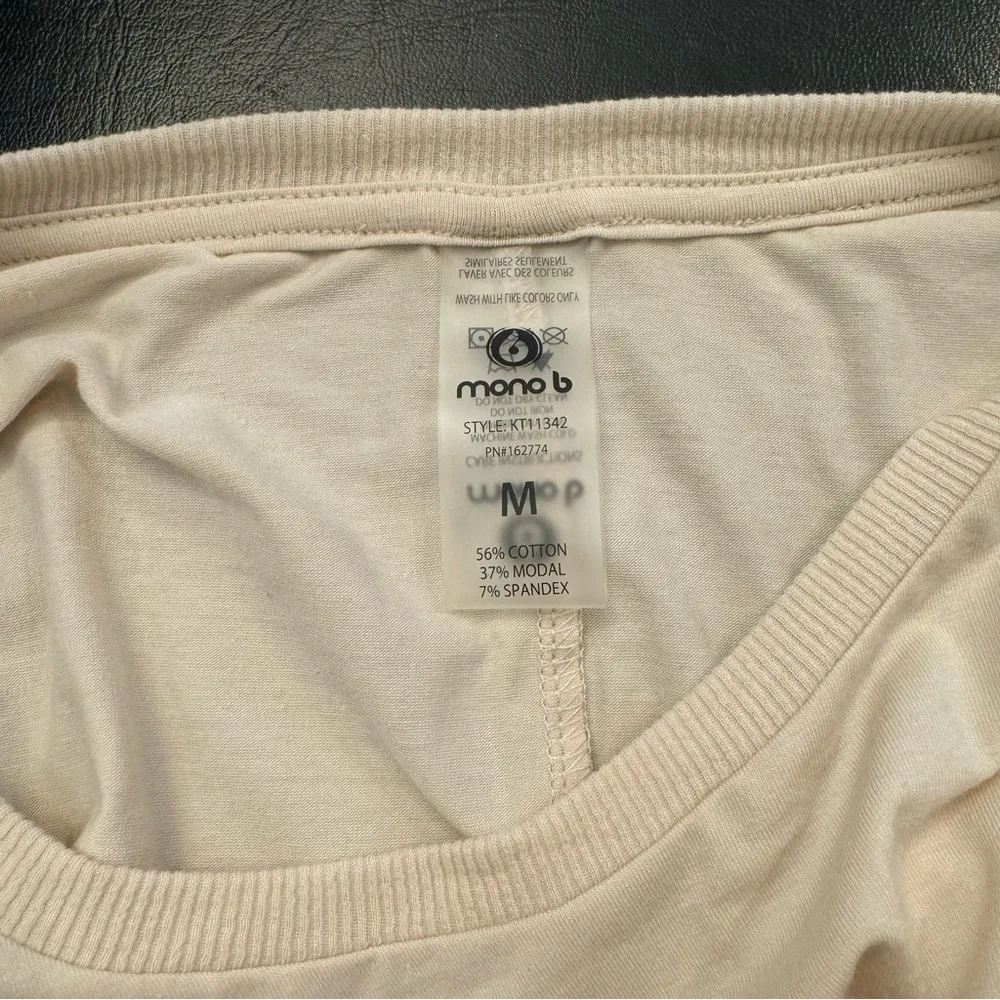 SIMILAIRES SEULEMENT
LAVER AVEC DES COULEURS
WASH WITH LIKE COLORS ONLY
mono b
DO NOT DRY CLEAN
DO NOT IRON
STYLE: KT11342
MACHINE WASH COLD
PN#162774
CARE INSTRUCTIONS
mono b
M
56% COTTON
37% MODAL
7% SPANDEX